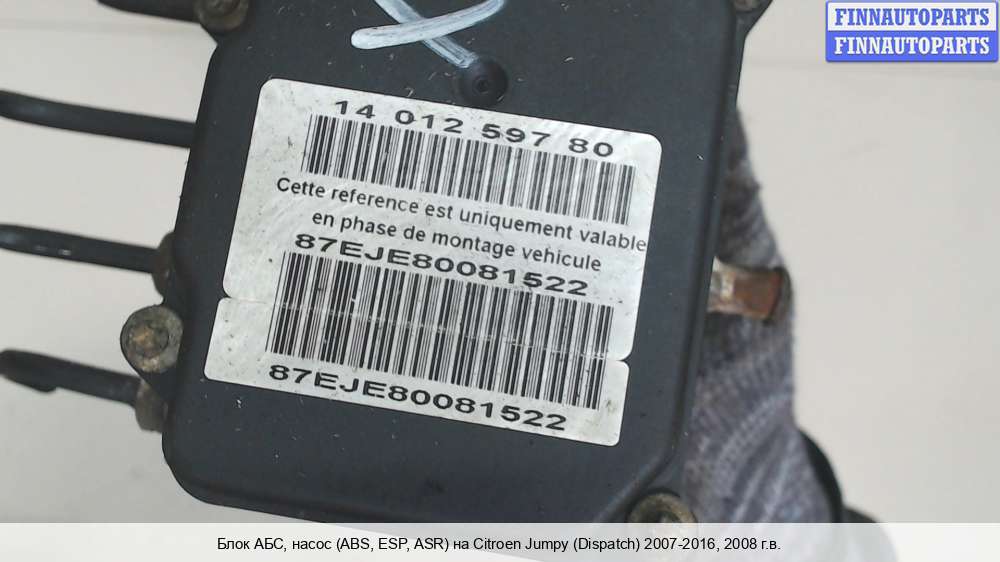 FINNAUTOPARTS
FINNAUTOPARTS
14 012 597 80
Cette reference est uniquement valable
en phase de montage vehicule
87EJE80081522
87EJE80081522
Блок АБС, насос (ABS, ESP, ASR) на Citroen Jumpy (Dispatch) 2007-2016, 2008 г.в.